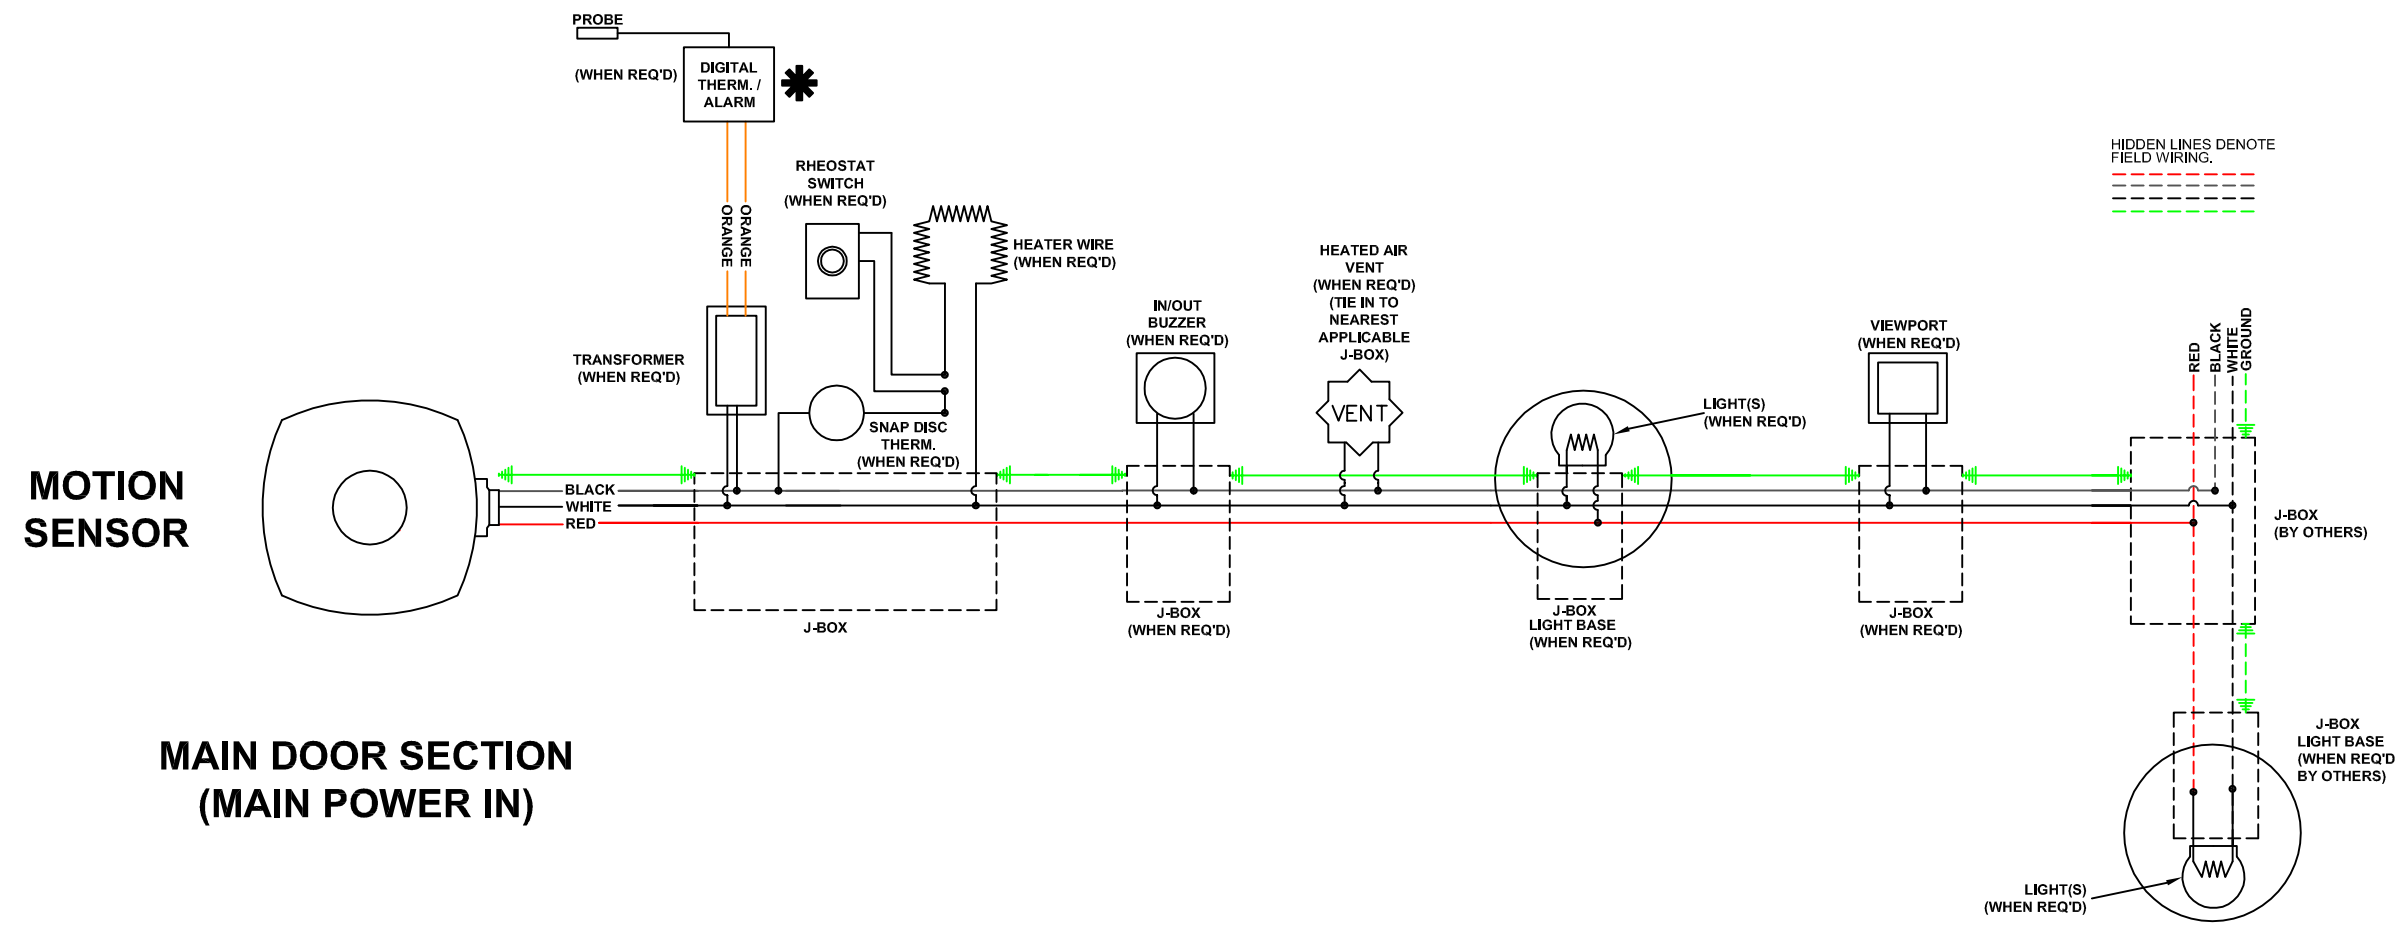 PROBE
(WHEN REQ'D)
DIGITAL
THERM. /
ALARM
ORANGE
ORANGE
RHEOSTAT
SWITCH
(WHEN REQ'D)
HEATER WIRE
(WHEN REQ'D)
TRANSFORMER
(WHEN REQ'D)
SNAP DISC
THERM.
(WHEN REQ'D)
IN/OUT
BUZZER
(WHEN REQ'D)
HEATED AIR
VENT
(WHEN REQ'D)
(TIE IN TO
NEAREST
APPLICABLE
J-BOX)
VENT
LIGHT(S)
(WHEN REQ'D)
VIEWPORT
(WHEN REQ'D)
HIDDEN LINES DENOTE
FIELD WIRING.
RED
BLACK
WHITE
GROUND
MOTION
SENSOR
BLACK
WHITE
RED
J-BOX
J-BOX
(WHEN REQ'D)
J-BOX
LIGHT BASE
(WHEN REQ'D)
J-BOX
(WHEN REQ'D)
J-BOX
(BY OTHERS)
MAIN DOOR SECTION
(MAIN POWER IN)
J-BOX
LIGHT BASE
(WHEN REQ'D
BY OTHERS)
LIGHT(S)
(WHEN REQ'D)